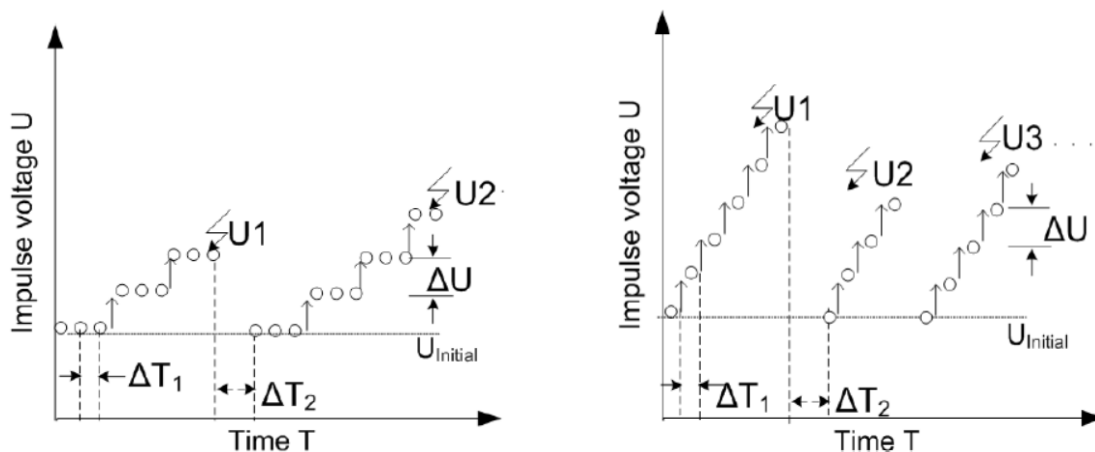 Impulse voltage U
U1
U2
ΔU
U_Initial
ΔT₁
ΔT₂
Time T
Impulse voltage U
U1
U2
U3 ....
ΔU
U_Initial
ΔT₁
ΔT₂
Time T